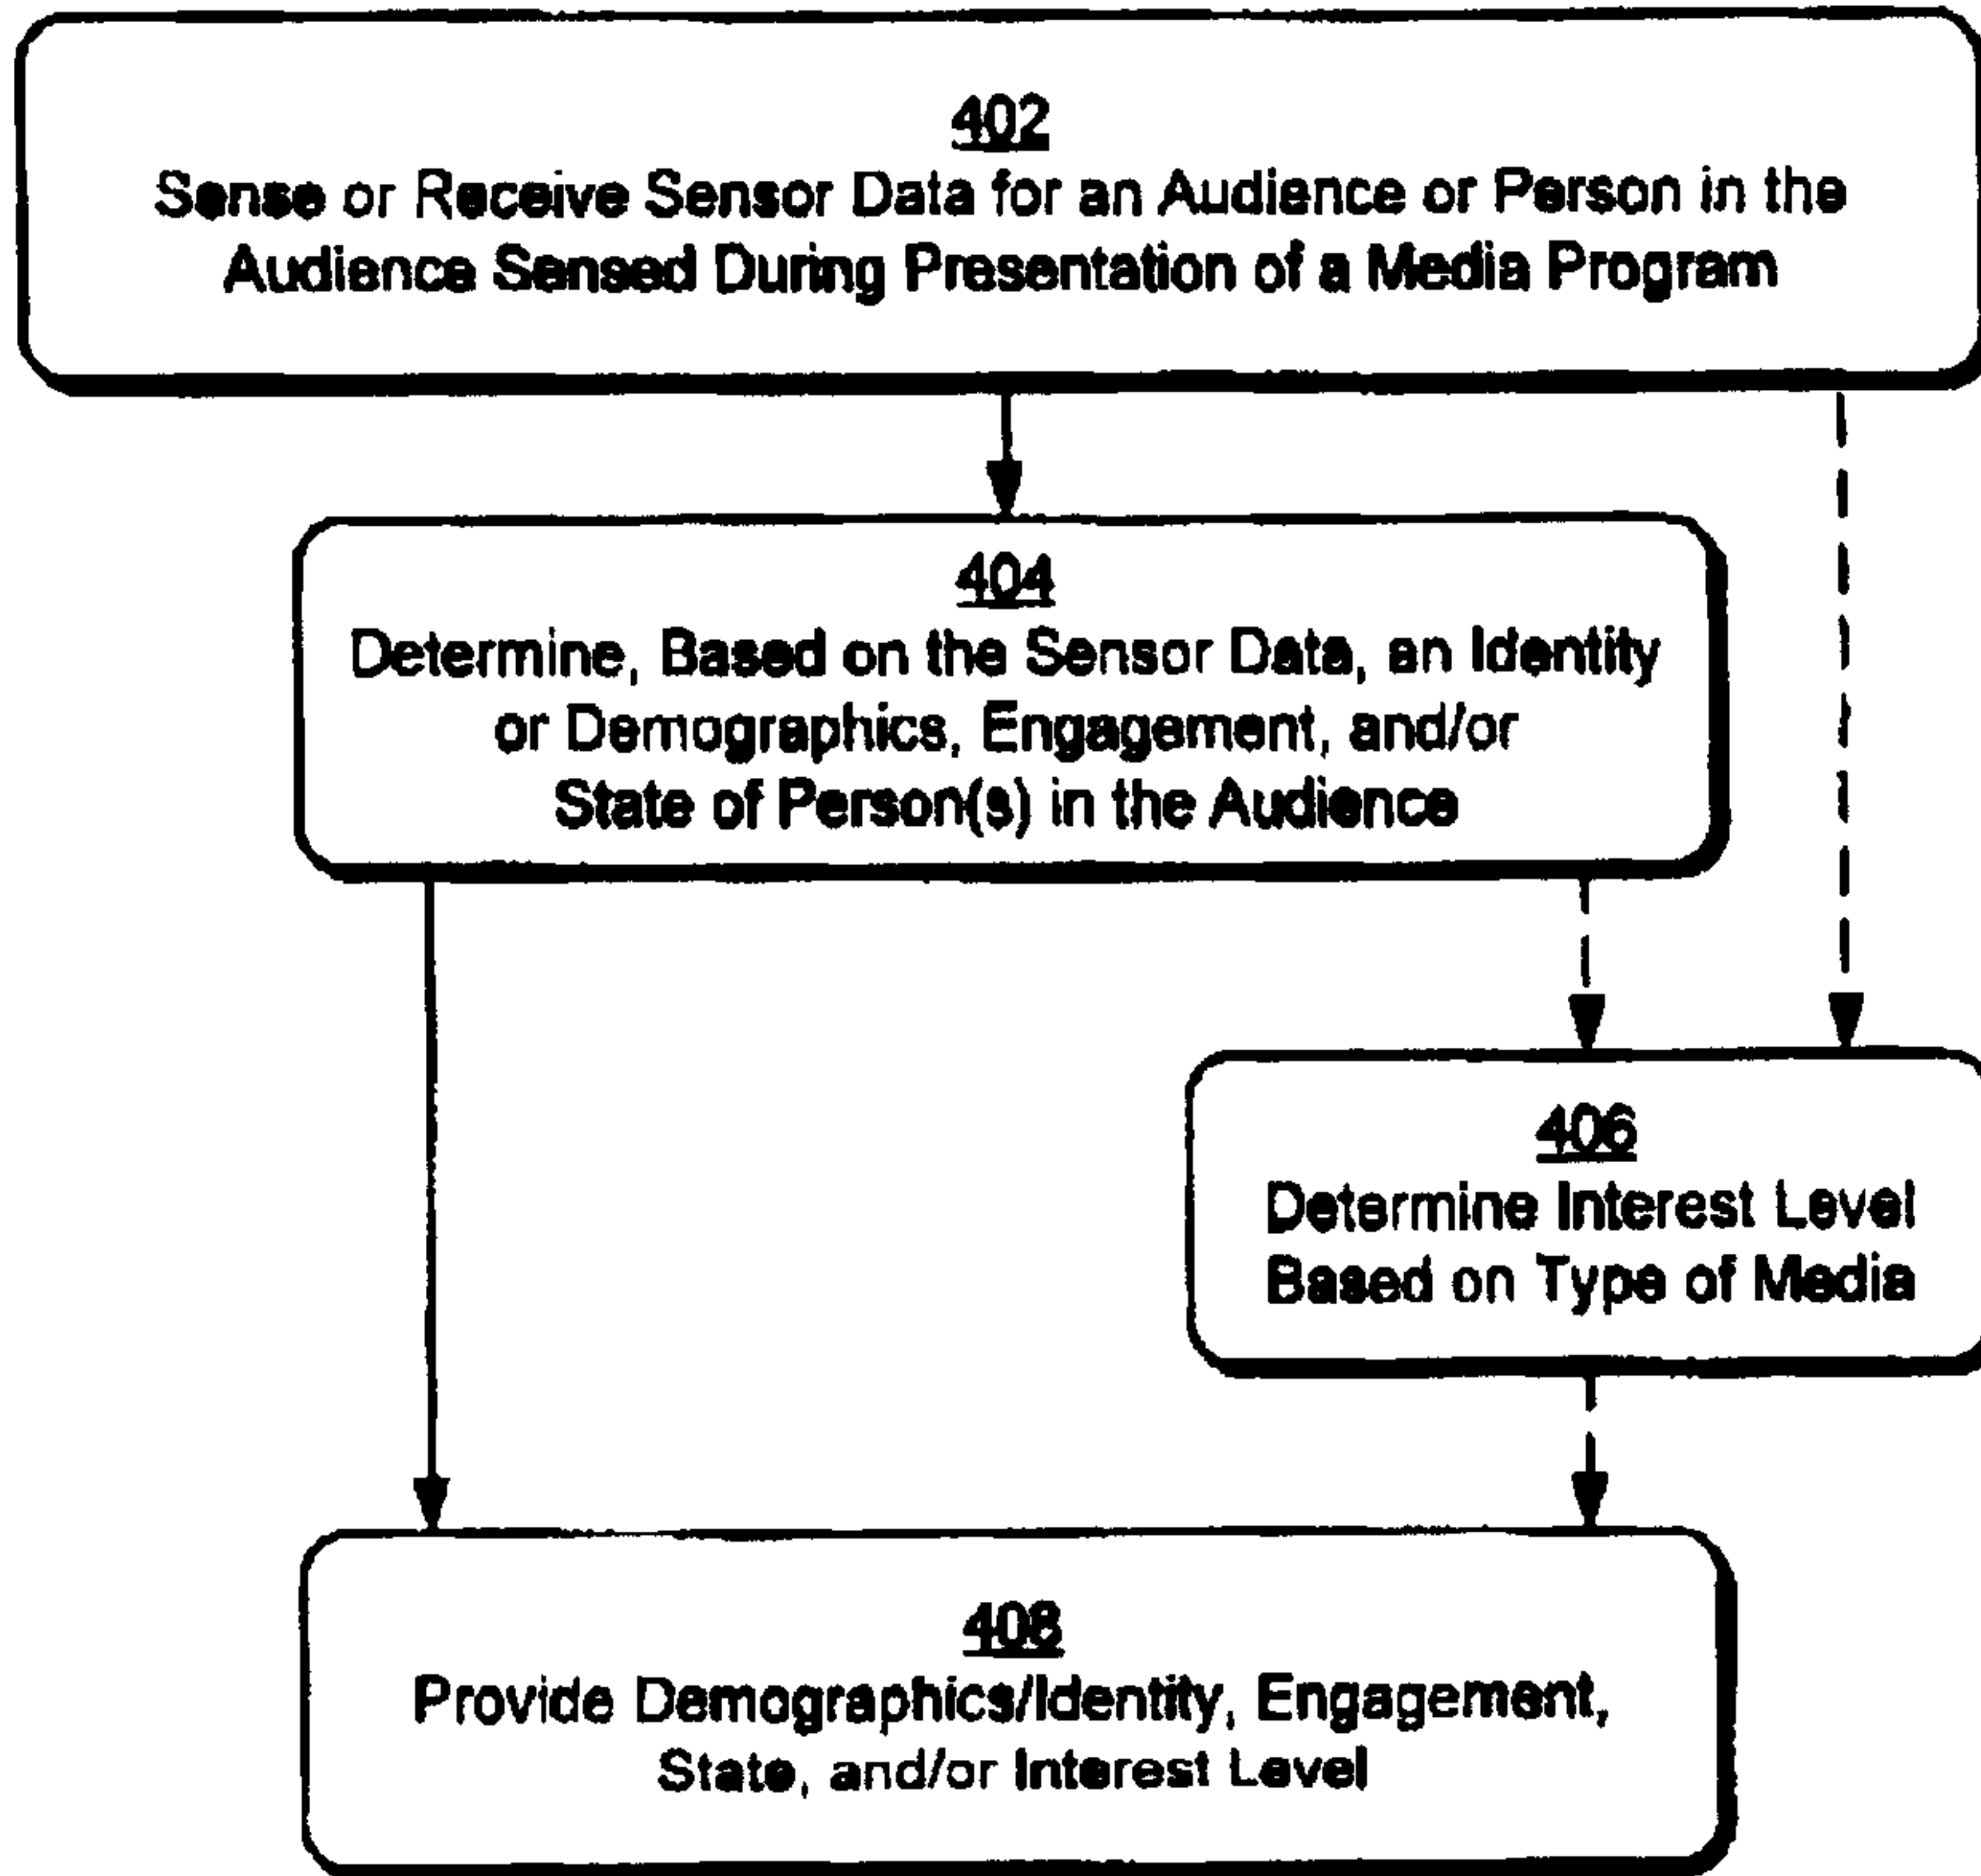 402
Sense or Receive Sensor Data for an Audience or Person in the
Audience Sensed During Presentation of a Media Program
404
Determine, Based on the Sensor Data, an Identity
or Demographics, Engagement, and/or
State of Person(s) in the Audience
406
Determine Interest Level
Based on Type of Media
408
Provide Demographics/Identity, Engagement,
State, and/or Interest Level